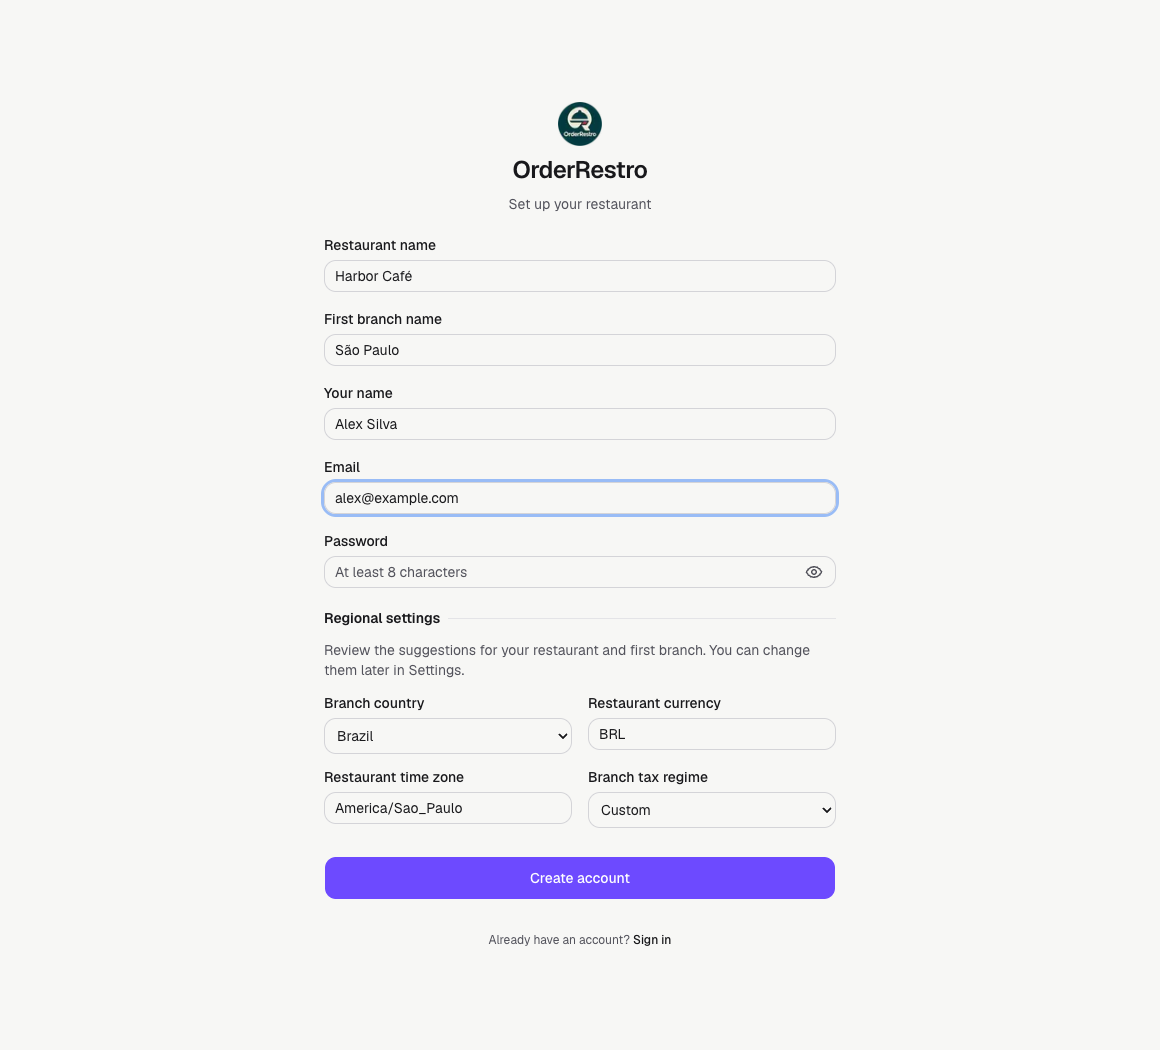 OrderRestro
OrderRestro
Set up your restaurant
Restaurant name
Harbor Café
First branch name
São Paulo
Your name
Alex Silva
Email
alex@example.com
Password
At least 8 characters
Regional settings
Review the suggestions for your restaurant and first branch. You can change
them later in Settings.
Branch country
Restaurant currency
Brazil
BRL
Restaurant time zone
Branch tax regime
America/Sao_Paulo
Custom
Create account
Already have an account? Sign in